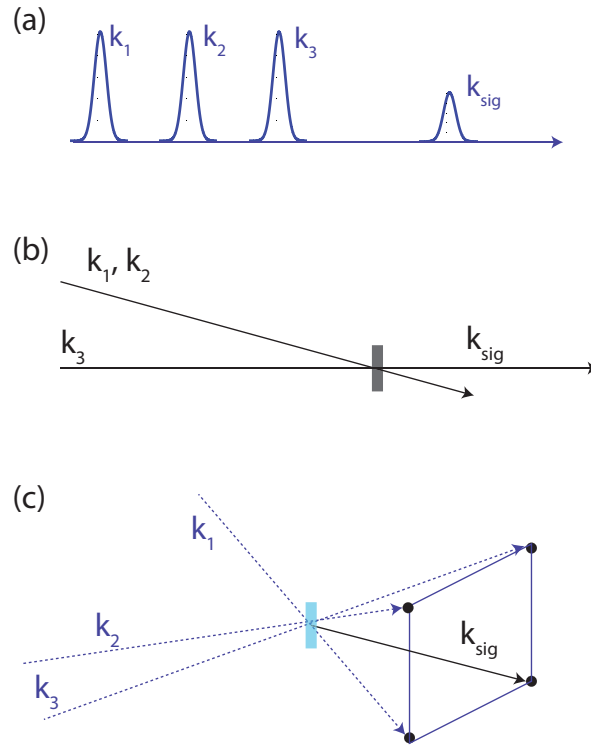 (a)
k1 k2 k3 ksig
(b)
k1, k2
k3 ksig
(c)
k1
k2
k3
ksig